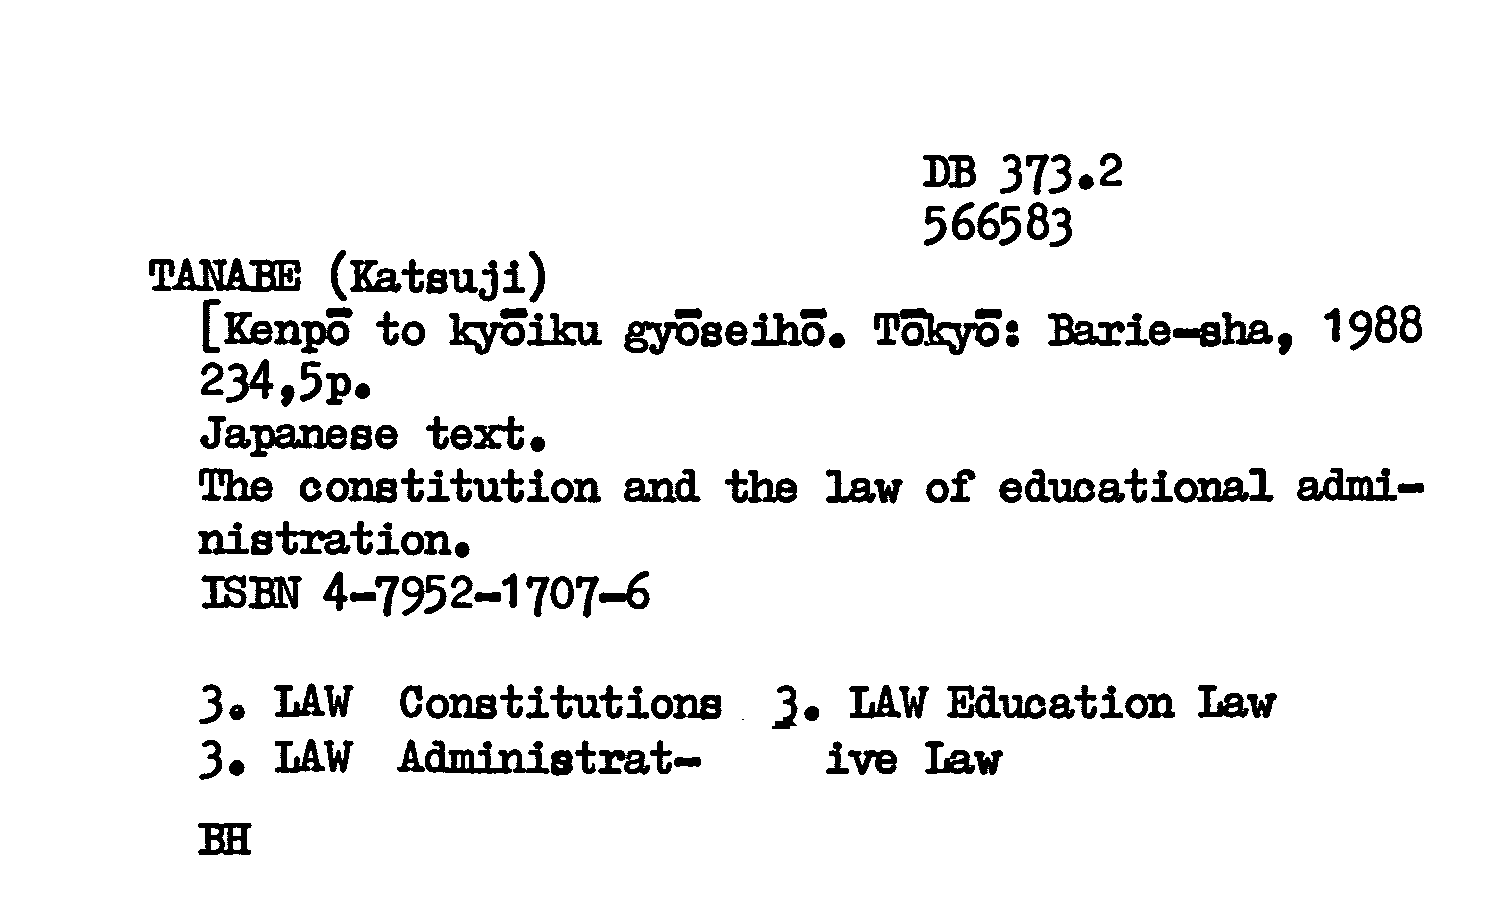 DB 373.2
566583
TANABE (Katsuji)
[Kenpō to kyōiku gyōseihō. Tōkyō: Barie-sha, 1988
234,5p.
Japanese text.
The constitution and the law of educational admi-
nistration.
ISBN 4-7952-1707-6
3. LAW Constitutions 3. LAW Education Law
3. LAW Administrat- ive Law
BH